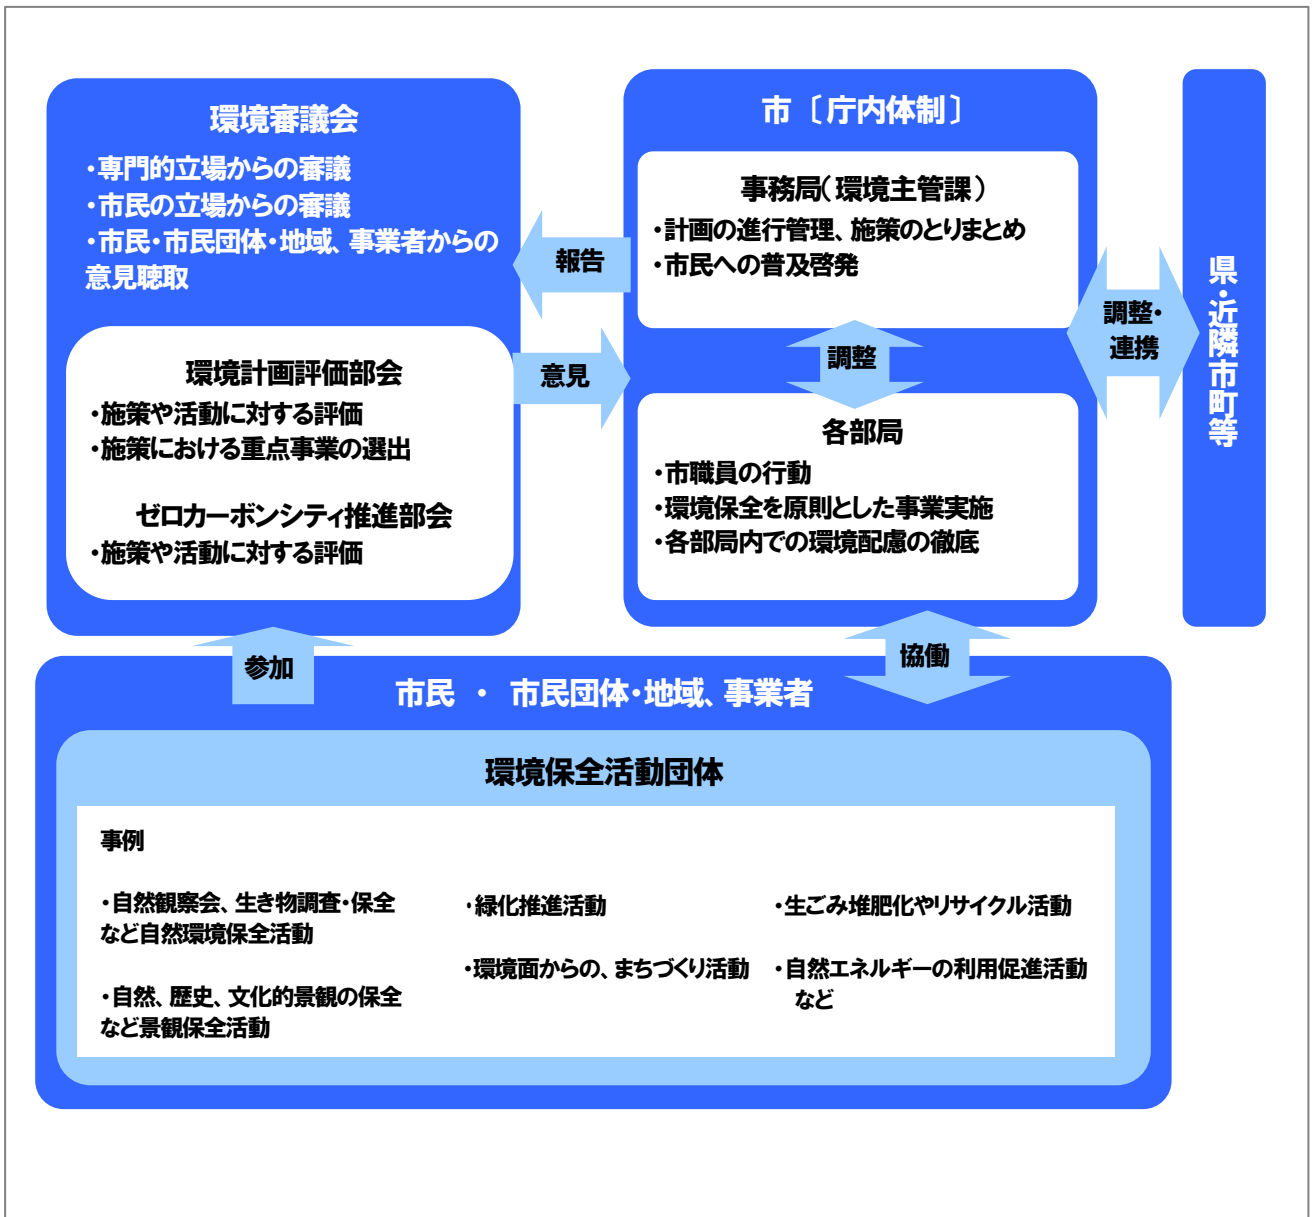 環境審議会
・専門的立場からの審議
・市民の立場からの審議
・市民・市民団体・地域、事業者からの
意見聴取
環境計画評価部会
・施策や活動に対する評価
・施策における重点事業の選出
ゼロカーボンシティ推進部会
・施策や活動に対する評価
報告
意見
市〔庁内体制〕
事務局(環境主管課)
・計画の進行管理、施策のとりまとめ
・市民への普及啓発
調整
各部局
・市職員の行動
・環境保全を原則とした事業実施
・各部局内での環境配慮の徹底
調整・
連携
県・近隣市町等
参加
協働
市民 ・ 市民団体・地域、事業者
環境保全活動団体
事例
・自然観察会、生き物調査・保全
など自然環境保全活動
・自然、歴史、文化的景観の保全
など景観保全活動
・緑化推進活動
・環境面からの、まちづくり活動
・生ごみ堆肥化やリサイクル活動
・自然エネルギーの利用促進活動
など